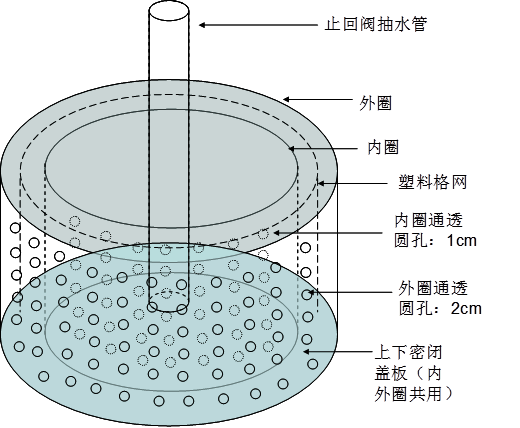 止回阀抽水管
外圈
内圈
塑料格网
内圈通透
圆孔：1cm
外圈通透
圆孔：2cm
上下密闭
盖板（内
外圈共用）